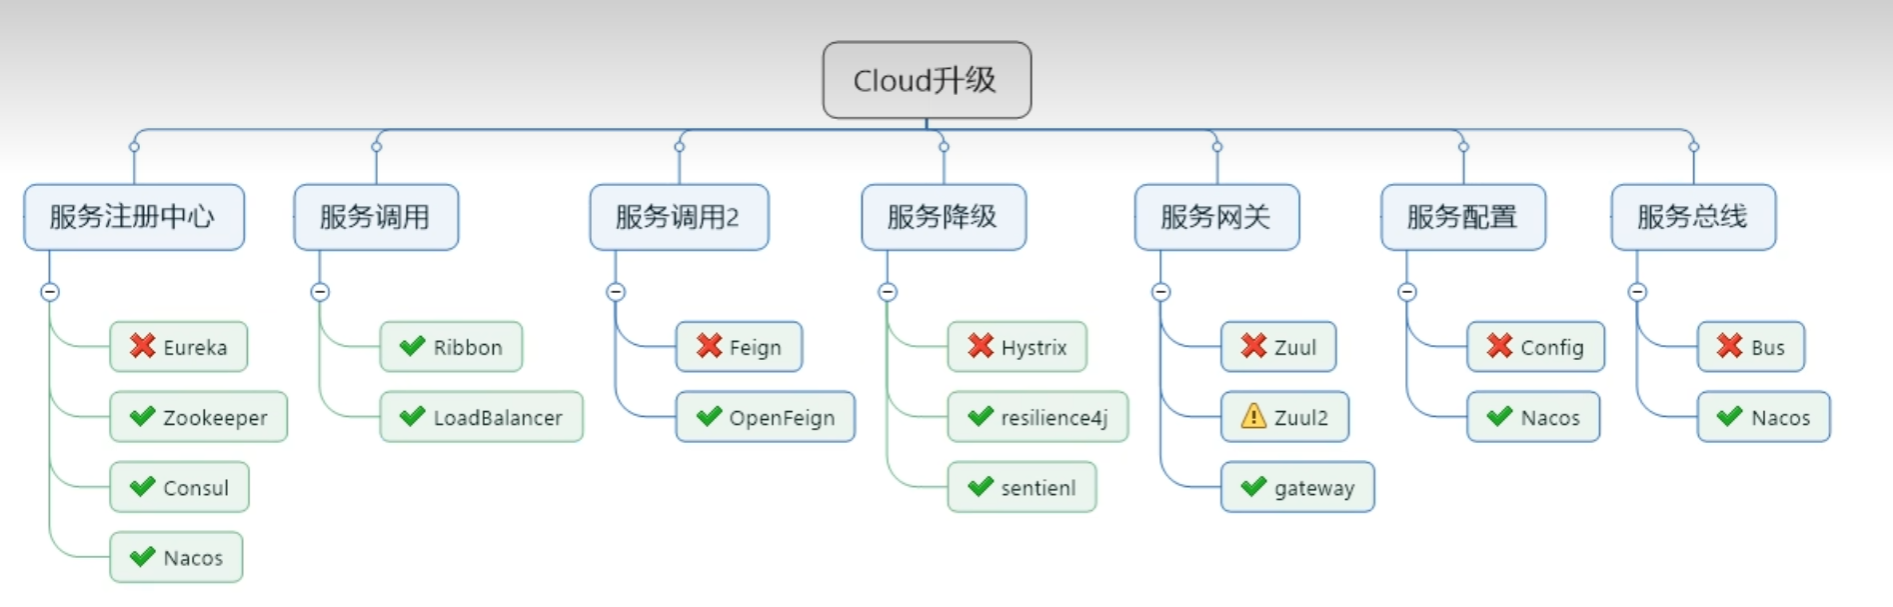 Cloud升级
服务注册中心
Eureka
Zookeeper
Consul
Nacos
服务调用
Ribbon
LoadBalancer
服务调用2
Feign
OpenFeign
服务降级
Hystrix
resilience4j
sentienl
服务网关
Zuul
Zuul2
gateway
服务配置
Config
Nacos
服务总线
Bus
Nacos